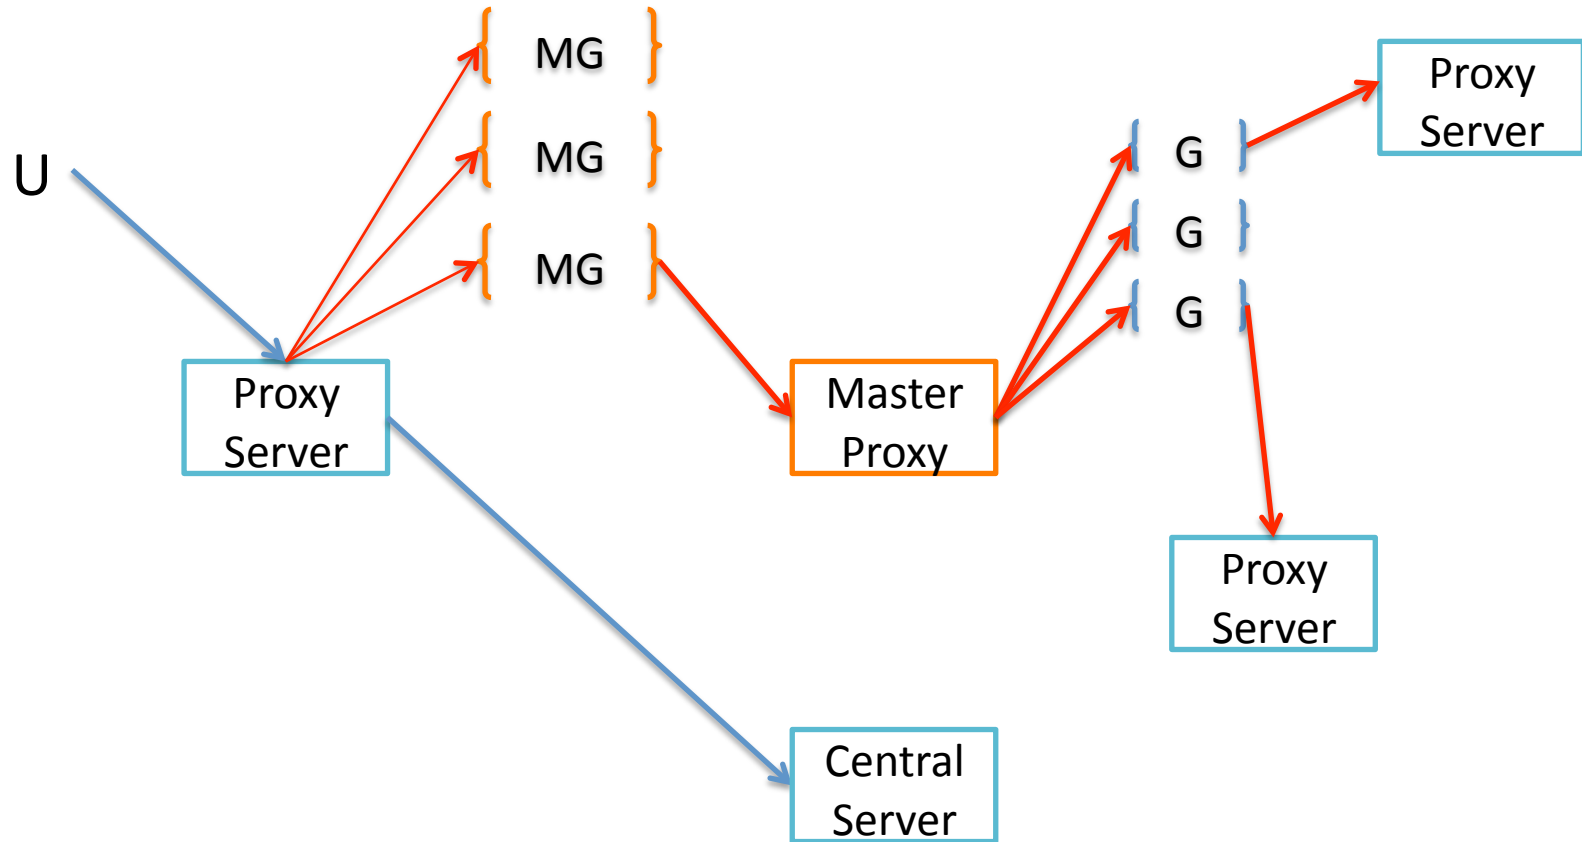 U
MG
MG
MG
Proxy
Server
Master
Proxy
G
G
G
Proxy
Server
Proxy
Server
Central
Server